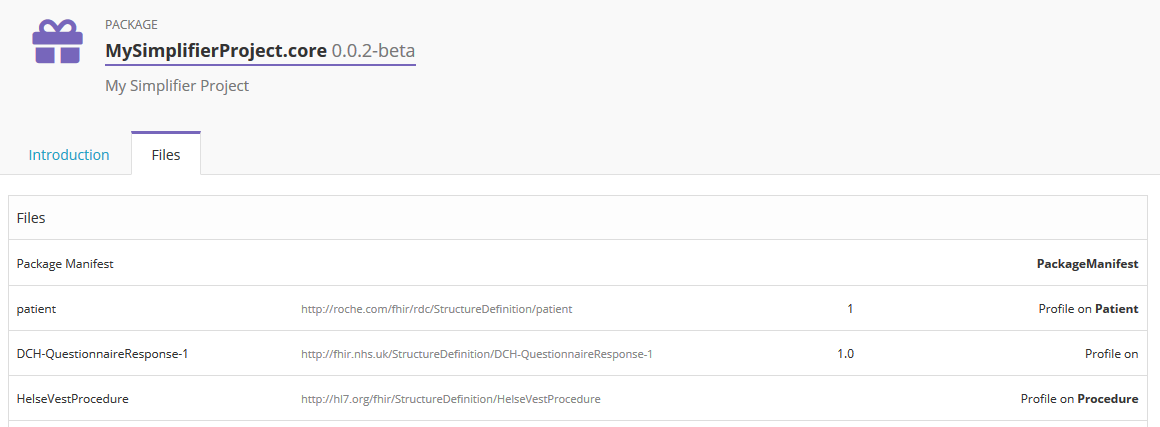 PACKAGE
MySimplifierProject.core 0.0.2-beta
My Simplifier Project
Introduction Files
Files
Package Manifest PackageManifest
patient http://roche.com/fhir/rdc/StructureDefinition/patient 1 Profile on Patient
DCH-QuestionnaireResponse-1 http://fhir.nhs.uk/StructureDefinition/DCH-QuestionnaireResponse-1 1.0 Profile on
HelseVestProcedure http://hl7.org/fhir/StructureDefinition/HelseVestProcedure Profile on Procedure